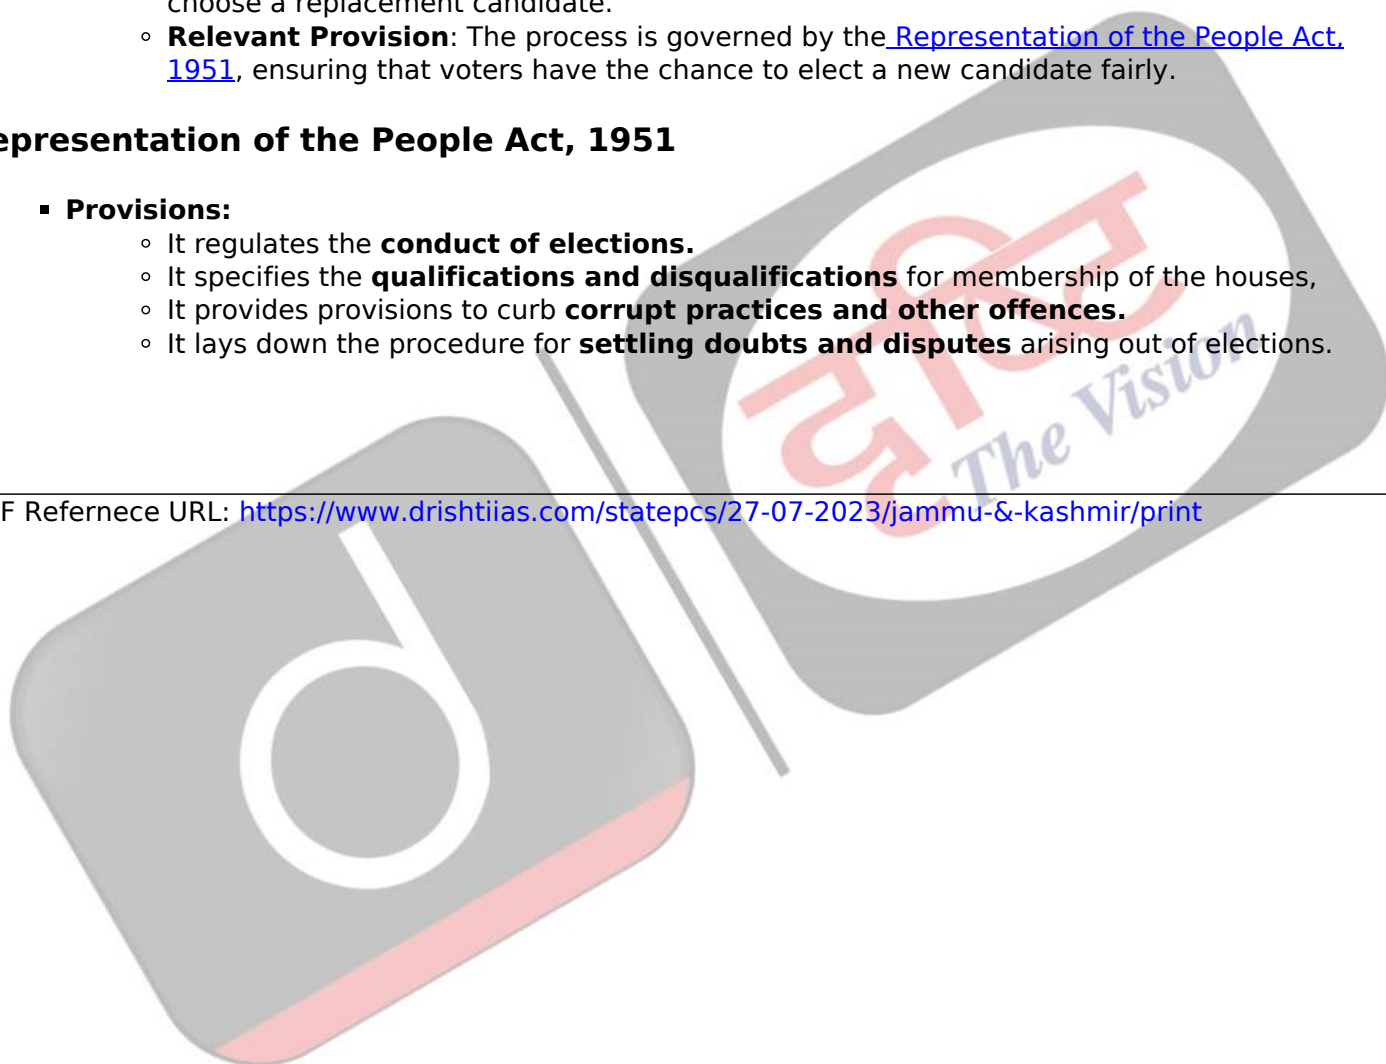 choose a replacement candidate.
◦ Relevant Provision: The process is governed by the Representation of the People Act,
1951, ensuring that voters have the chance to elect a new candidate fairly.
epresentation of the People Act, 1951
▪ Provisions:
◦ It regulates the conduct of elections.
◦ It specifies the qualifications and disqualifications for membership of the houses,
◦ It provides provisions to curb corrupt practices and other offences.
◦ It lays down the procedure for settling doubts and disputes arising out of elections.
दृष्टि
The Vision
F Refernece URL: https://www.drishtiias.com/statepcs/27-07-2023/jammu-&-kashmir/print
d